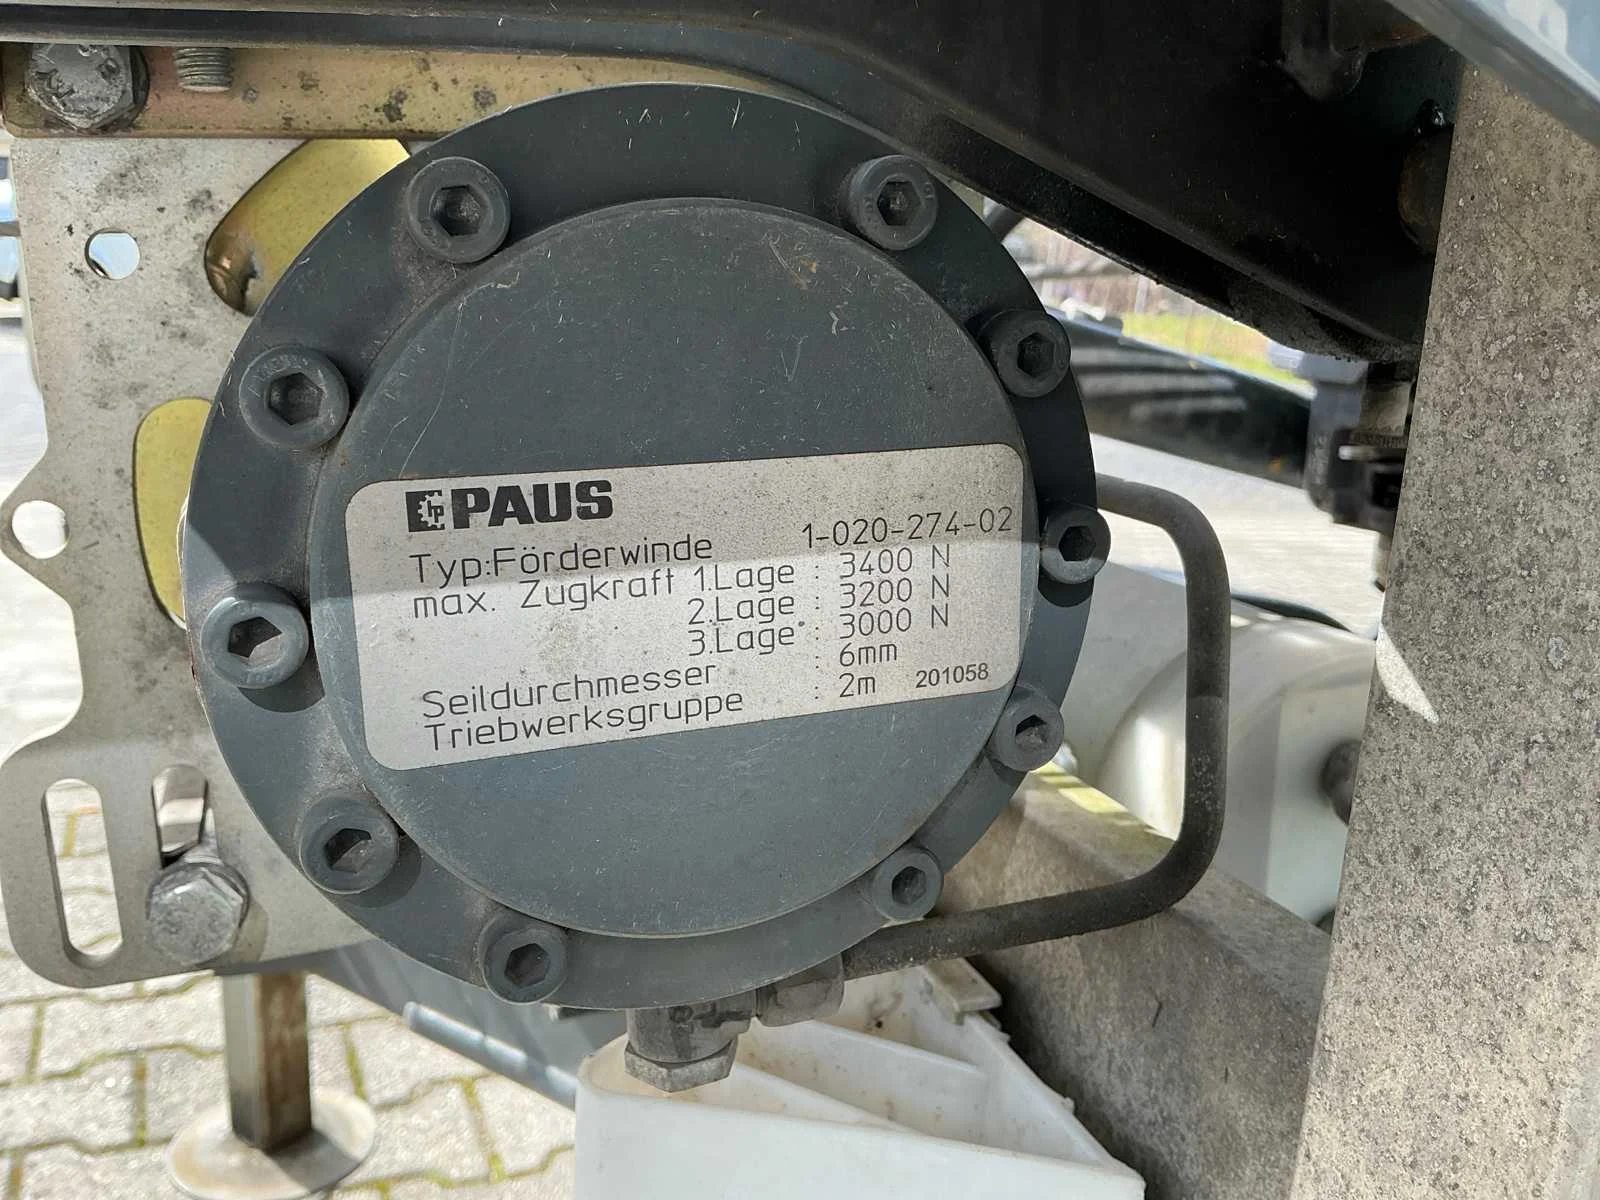 PAUS
Typ:Förderwinde 1-020-274-02
max. Zugkraft 1.Lage : 3400 N
2.Lage : 3200 N
3.Lage : 3000 N
Seildurchmesser : 6mm
Triebwerksgruppe : 2m 201058